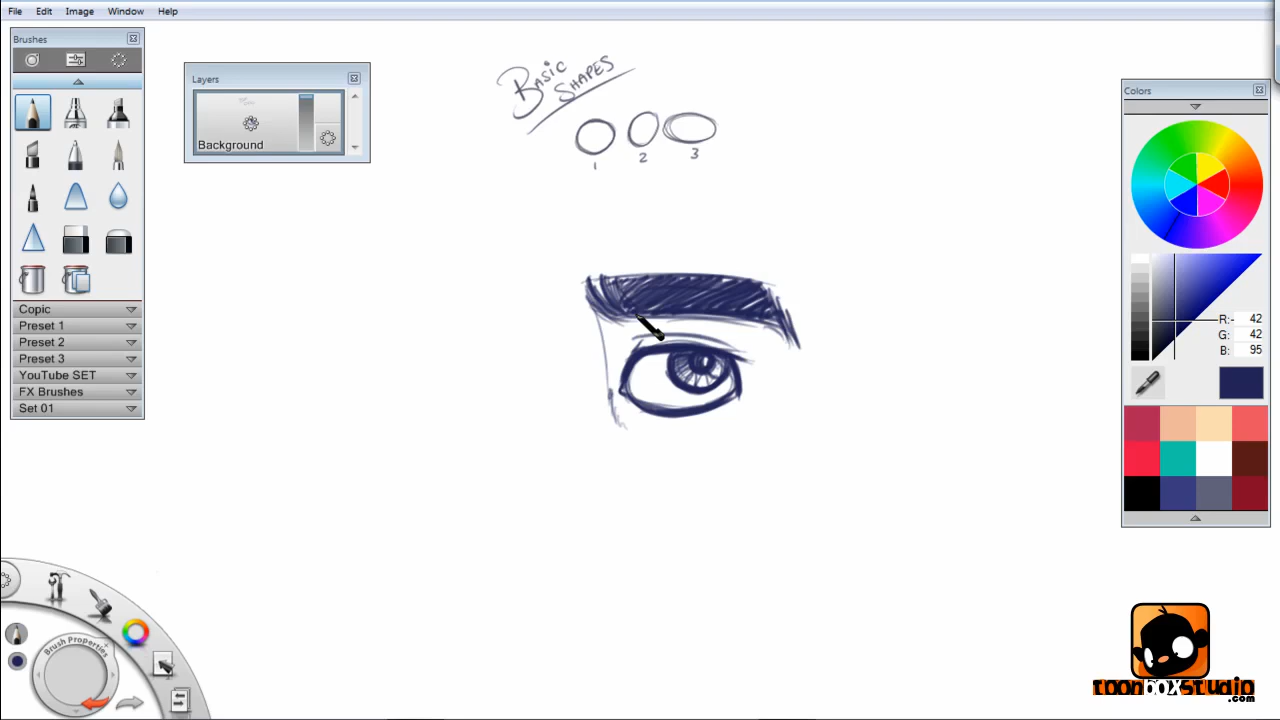 File Edit Image Window Help
Brushes
Layers
Background
BASIC
SHAPES
1 2 3
Colors
R: 42
G: 42
B: 95
Copic
Preset 1
Preset 2
Preset 3
YouTube SET
FX Brushes
Set 01
Brush Properties
toonboxstudio
.com